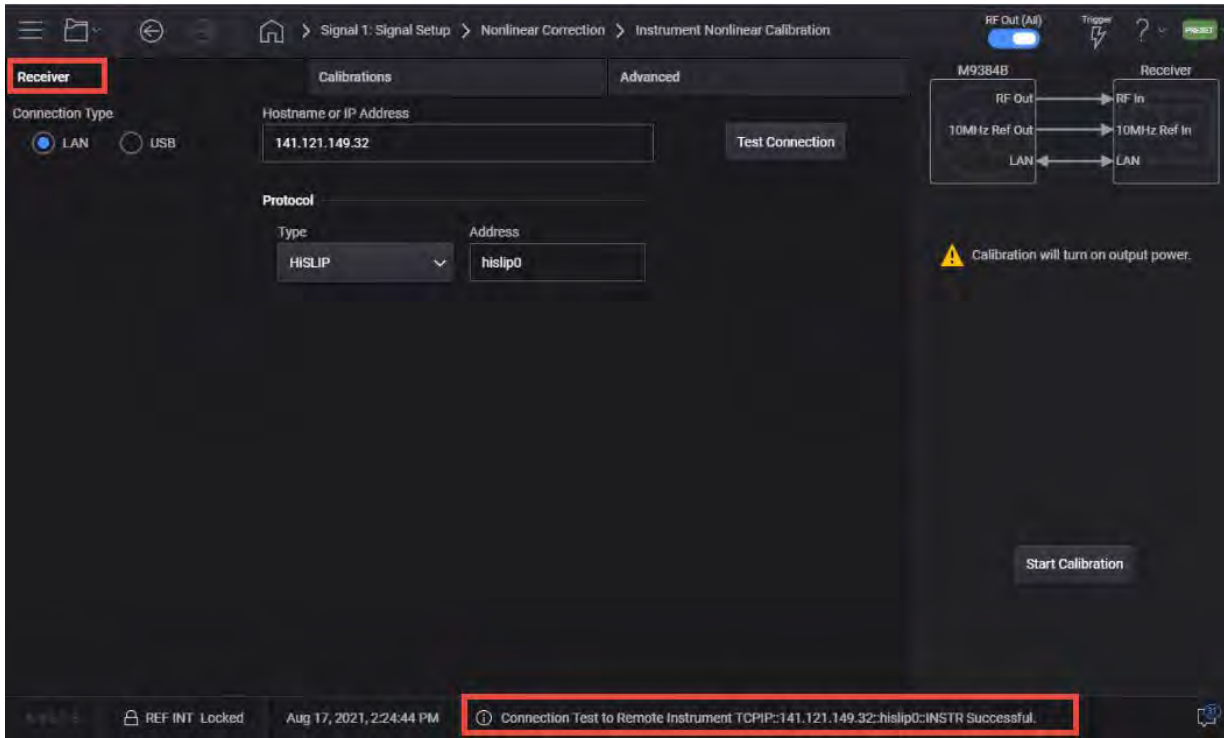 Signal 1: Signal Setup > Nonlinear Correction > Instrument Nonlinear Calibration
RF Out (All)
Trigger
?
PRESET
Receiver
Calibrations
Advanced
Connection Type
LAN
USB
Hostname or IP Address
141.121.149.32
Test Connection
Protocol
Type
Address
HiSLIP
hislip0
M9384B
Receiver
RF Out
RF In
10MHz Ref Out
10MHz Ref In
LAN
LAN
Calibration will turn on output power.
Start Calibration
REF INT Locked
Aug 17, 2021, 2:24:44 PM
Connection Test to Remote Instrument TCPIP::141.121.149.32::hislip0::INSTR Successful.